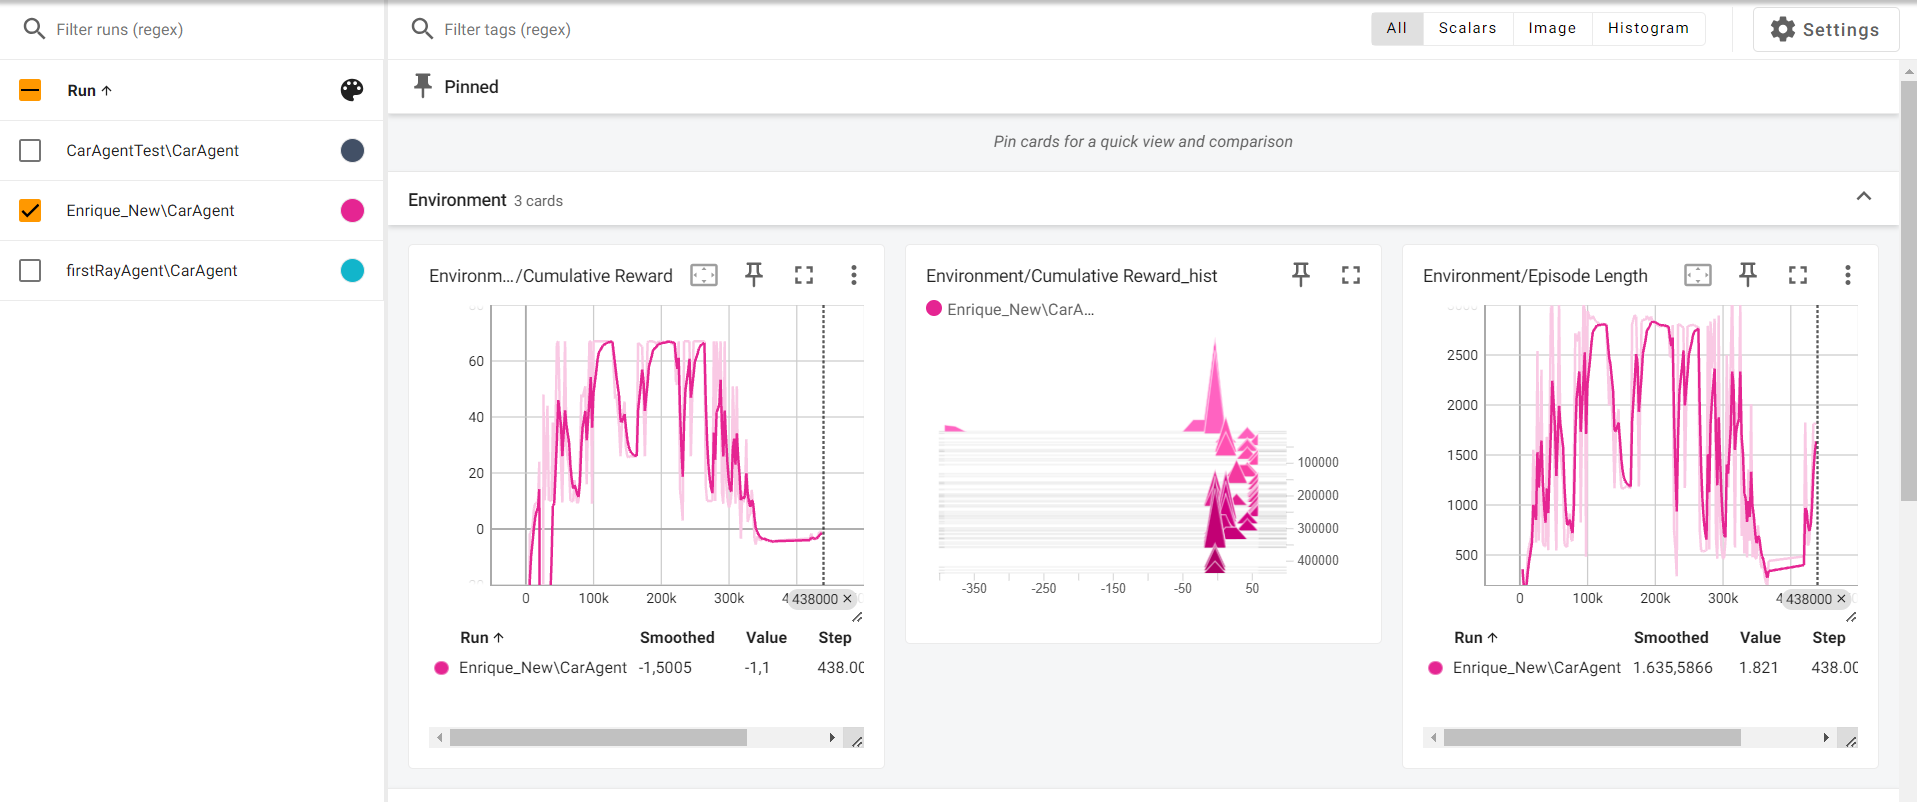 Filter runs (regex)
Filter tags (regex)
All
Scalars
Image
Histogram
Settings
Run ↑
CarAgentTest\CarAgent
Enrique_New\CarAgent
firstRayAgent\CarAgent
Pinned
Pin cards for a quick view and comparison
Environment 3 cards
Environm…/Cumulative Reward
60
40
20
0
0 100k 200k 300k 438000 ×
Run ↑ Smoothed Value Step
Enrique_New\CarAgent -1,5005 -1,1 438.00
Environment/Cumulative Reward_hist
Enrique_New\CarA...
100000
200000
300000
400000
-350 -250 -150 -50 50
Environment/Episode Length
2500
2000
1500
1000
500
0 100k 200k 300k 438000 ×
Run ↑ Smoothed Value Step
Enrique_New\CarAgent 1.635,5866 1.821 438.00